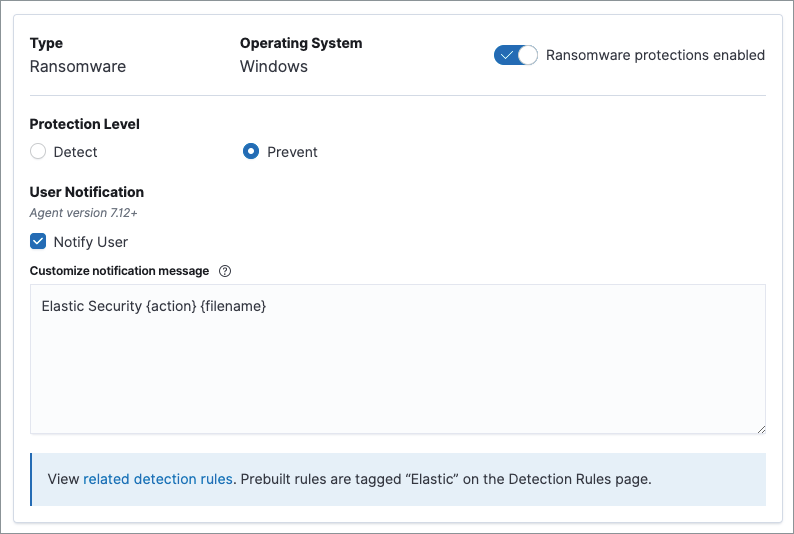 Type
Ransomware
Operating System
Windows
Ransomware protections enabled
Protection Level
Detect
Prevent
User Notification
Agent version 7.12+
Notify User
Customize notification message
Elastic Security {action} {filename}
View related detection rules. Prebuilt rules are tagged “Elastic” on the Detection Rules page.